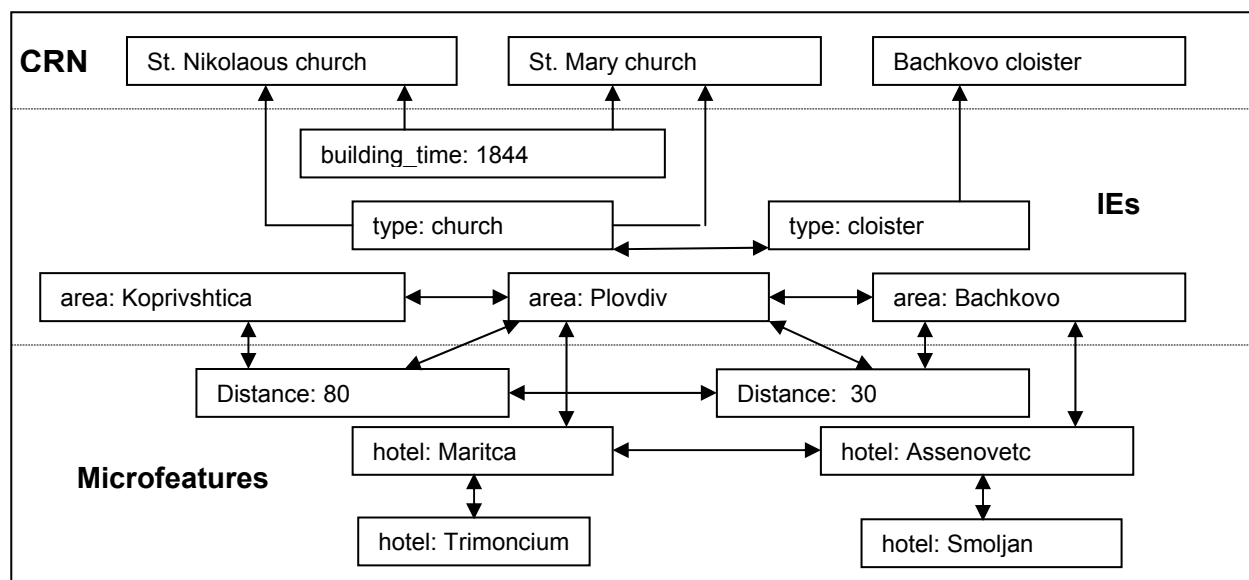 CRN
St. Nikolaous church
St. Mary church
Bachkovo cloister
building_time: 1844
IEs
type: church
type: cloister
area: Koprivshtica
area: Plovdiv
area: Bachkovo
Distance: 80
Distance: 30
hotel: Maritca
hotel: Assenovetc
Microfeatures
hotel: Trimoncium
hotel: Smoljan